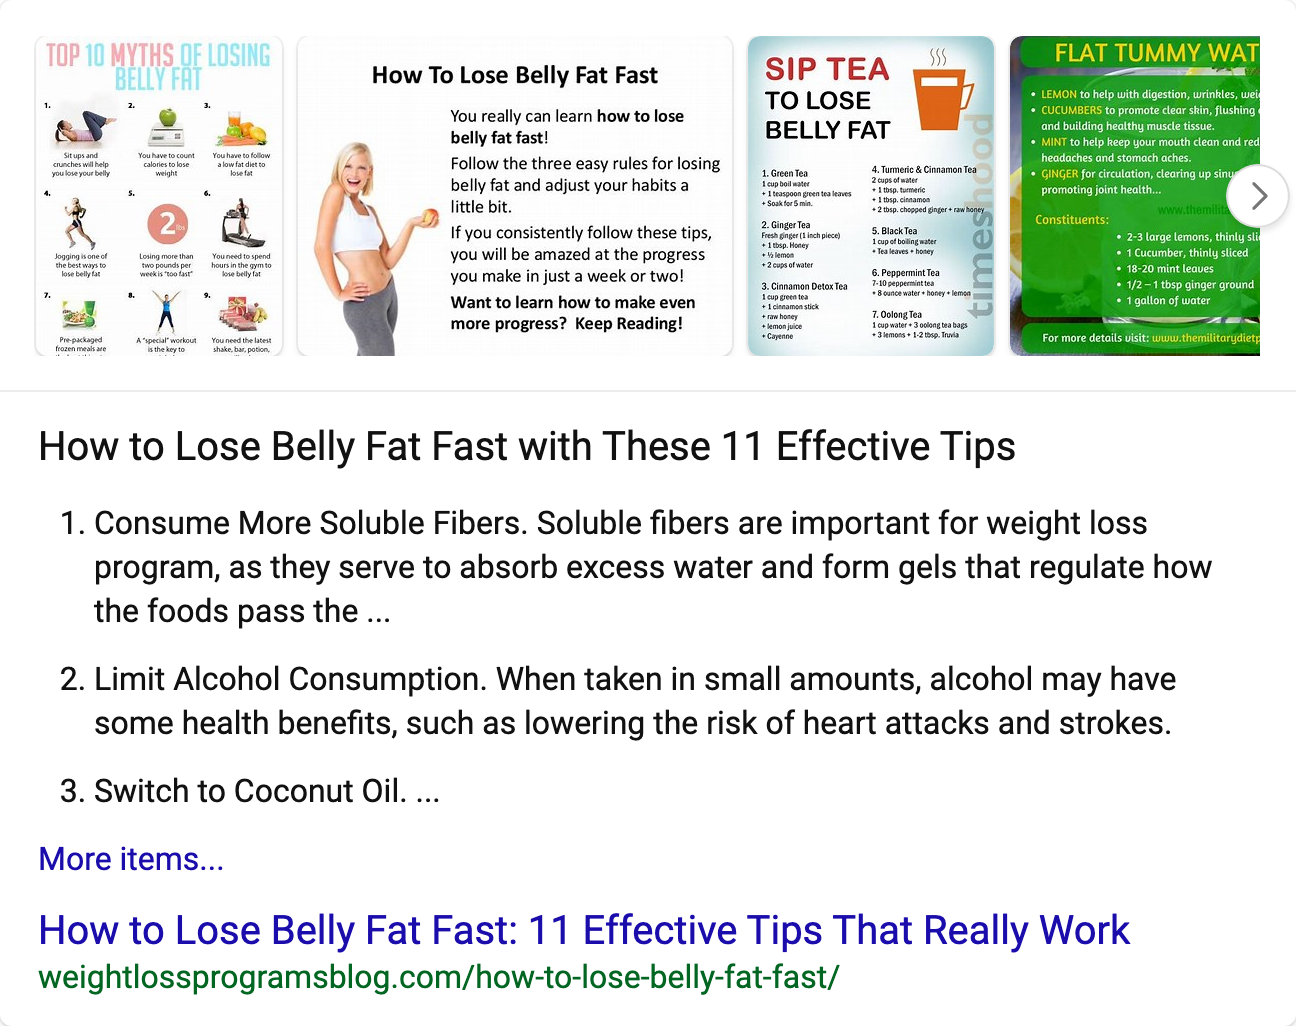 TOP 10 MYTHS OF LOSING
BELLY FAT
1.
2.
3.
Sit ups and
crunches will help
you lose your belly
You have to count
calories to lose
weight
You have to follow
a low fat diet to
lose fat
4.
5.
6.
2 lbs
Jogging is one of
the best ways to
lose belly fat
Losing more than
two pounds per
week is "too fast"
You need to spend
hours in the gym to
lose belly fat
7.
8.
9.
Pre-packaged
frozen meals are
A "special" workout
is the key to
You need the latest
shake, bar, potion,
How To Lose Belly Fat Fast
You really can learn how to lose
belly fat fast!
Follow the three easy rules for losing
belly fat and adjust your habits a
little bit.
If you consistently follow these tips,
you will be amazed at the progress
you make in just a week or two!
Want to learn how to make even
more progress? Keep Reading!
SIP TEA
TO LOSE
BELLY FAT
1. Green Tea
1 cup boil water
+ 1 teaspoon green tea leaves
+ Soak for 5 min.
2. Ginger Tea
Fresh ginger (1 inch piece)
+ 1 tbsp. Honey
+ ½ lemon
+ 2 cups of water
3. Cinnamon Detox Tea
1 cup green tea
+ 1 cinnamon stick
+ raw honey
+ lemon juice
+ Cayenne
4. Turmeric & Cinnamon Tea
2 cups of water
+ 1 tbsp. turmeric
+ 1 tbsp. cinnamon
+ 2 tbsp. chopped ginger + raw honey
5. Black Tea
1 cup of boiling water
+ Tea leaves + honey
6. Peppermint Tea
7-10 peppermint tea
+ 8 ounce water + honey + lemon
7. Oolong Tea
1 cup water + 3 oolong tea bags
+ 3 lemons + 1-2 tbsp. Truvia
timeshood
FLAT TUMMY WAT
• LEMON to help with digestion, wrinkles, wei
• CUCUMBERS to promote clear skin, flushing
and building healthy muscle tissue.
• MINT to help keep your mouth clean and red
headaches and stomach aches.
• GINGER for circulation, clearing up sinu
promoting joint health...
www.themilita
Constituents:
• 2-3 large lemons, thinly sli
• 1 Cucumber, thinly sliced
• 18-20 mint leaves
• 1/2 – 1 tbsp ginger ground
• 1 gallon of water
For more details visit: www.themilitarydietp
How to Lose Belly Fat Fast with These 11 Effective Tips
1. Consume More Soluble Fibers. Soluble fibers are important for weight loss
program, as they serve to absorb excess water and form gels that regulate how
the foods pass the ...
2. Limit Alcohol Consumption. When taken in small amounts, alcohol may have
some health benefits, such as lowering the risk of heart attacks and strokes.
3. Switch to Coconut Oil. ...
More items...
How to Lose Belly Fat Fast: 11 Effective Tips That Really Work
weightlossprogramsblog.com/how-to-lose-belly-fat-fast/